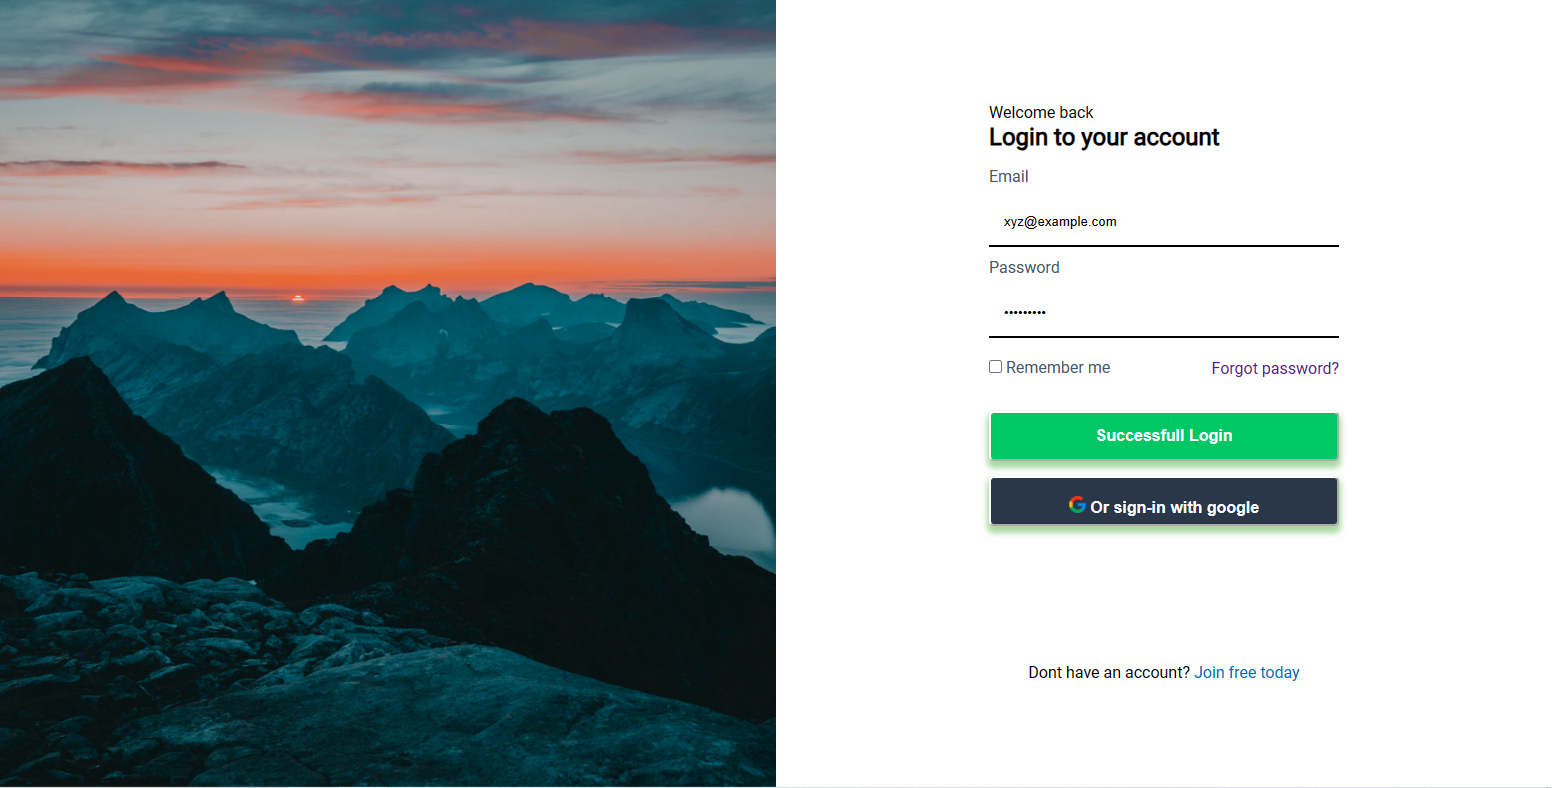 Welcome back
Login to your account
Email
xyz@example.com
Password
•••••••••
Remember me
Forgot password?
Successfull Login
Or sign-in with google
Dont have an account? Join free today